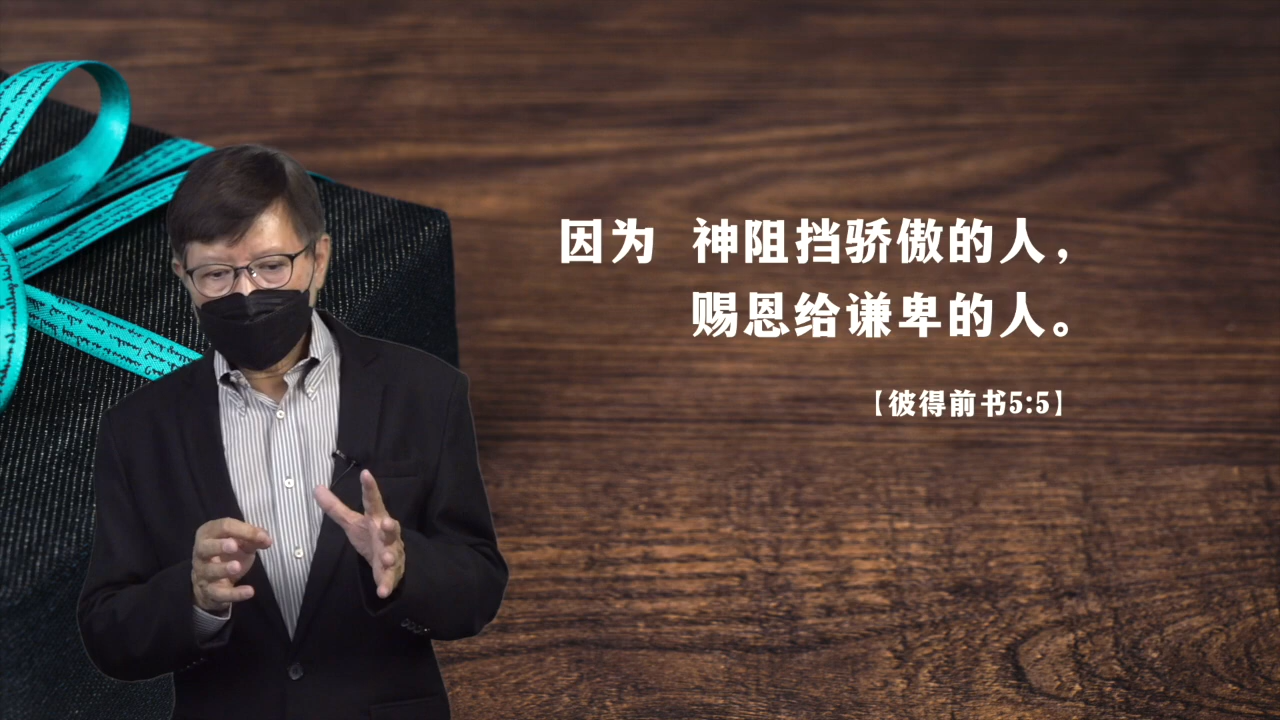 因为 神阻挡骄傲的人，
赐恩给谦卑的人。
【彼得前书5:5】